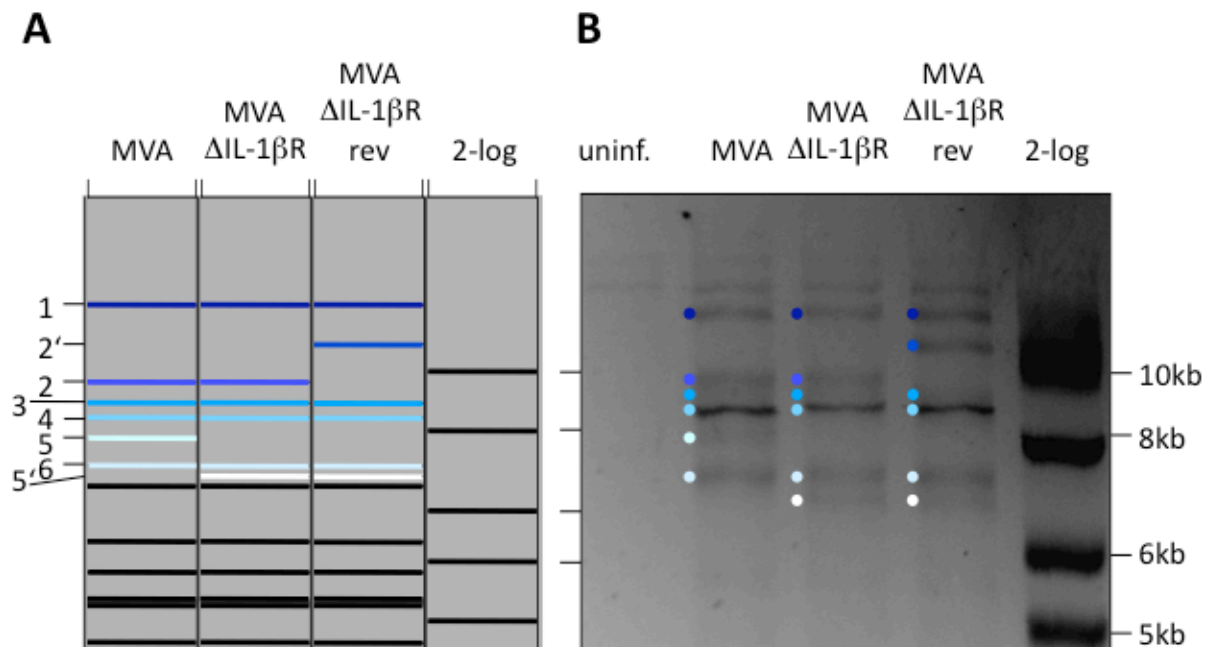 A
MVA
MVA
ΔIL-1βR
MVA
ΔIL-1βR
rev
2-log
1
2‘
2
3
4
5
6
5‘
B
uninf.
MVA
MVA
ΔIL-1βR
MVA
ΔIL-1βR
rev
2-log
10kb
8kb
6kb
5kb